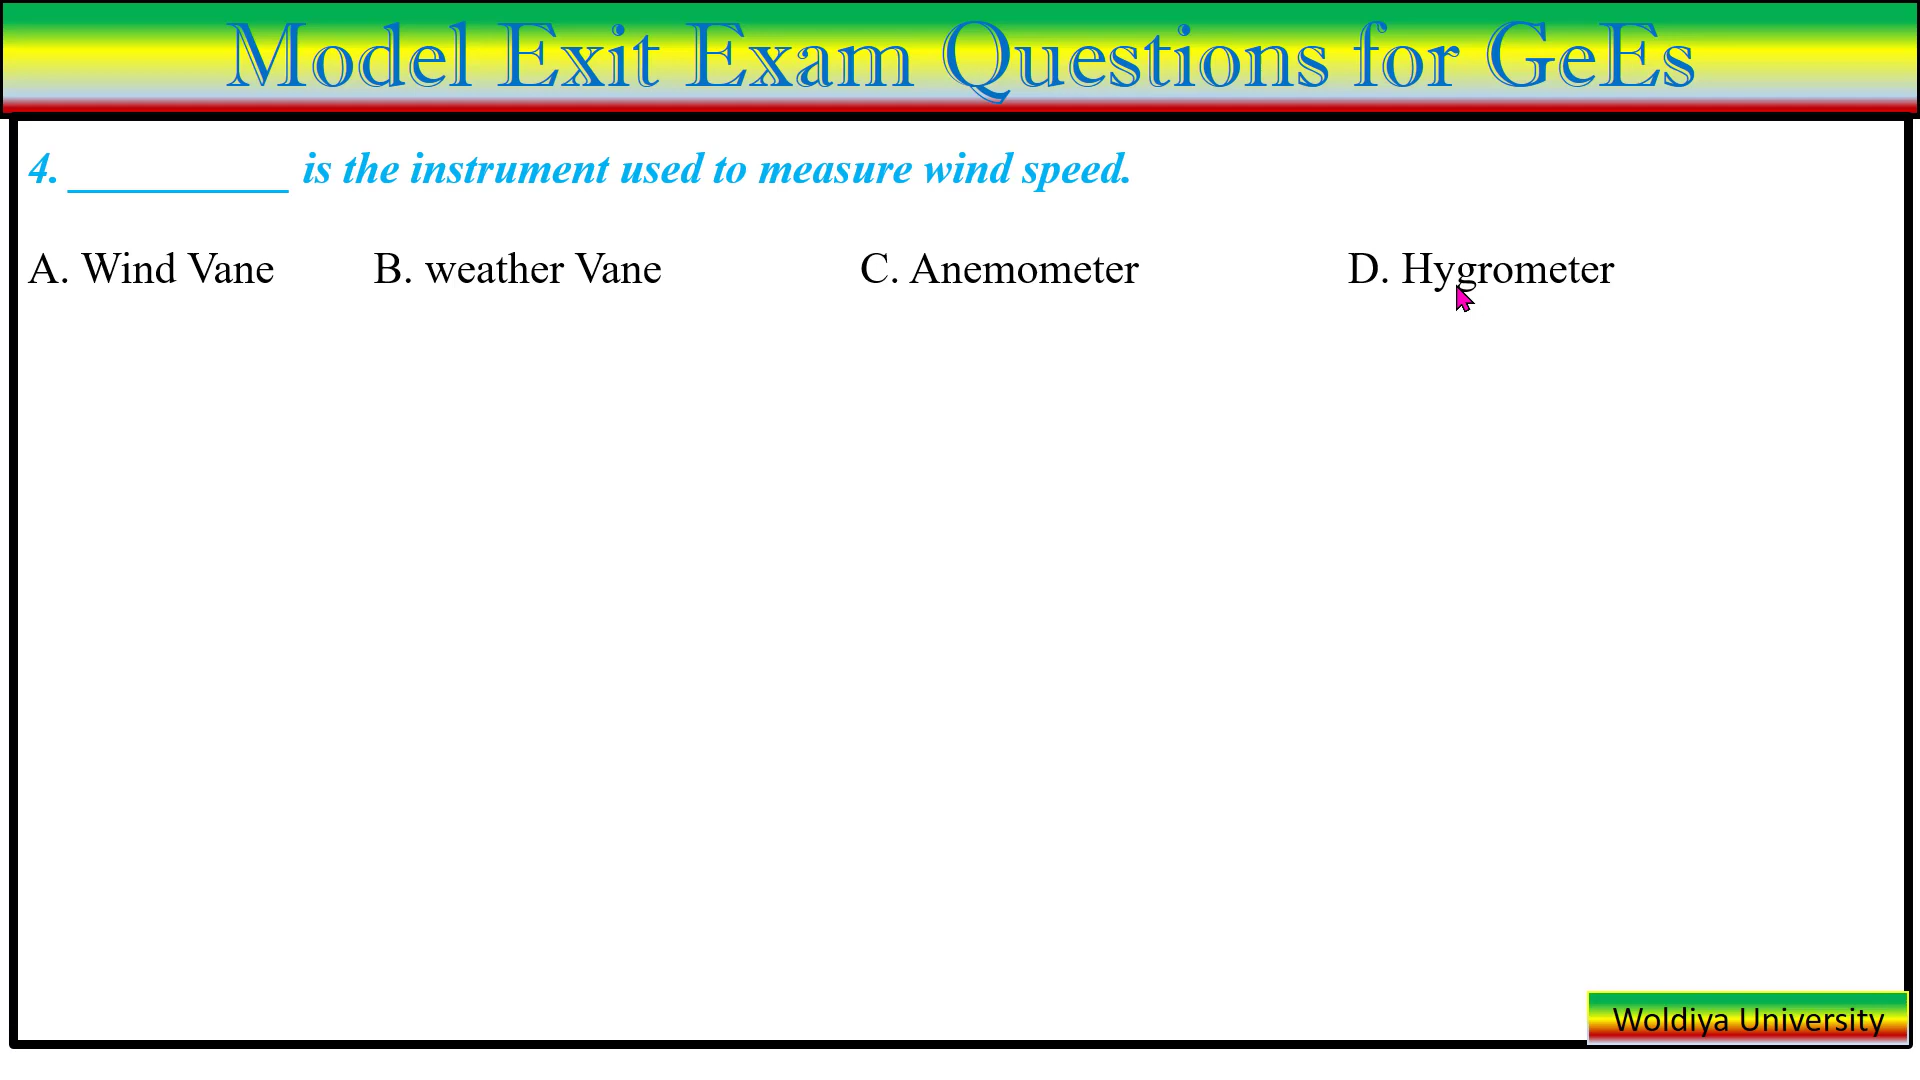 Model Exit Exam Questions for GeEs
4. __________ is the instrument used to measure wind speed.
A. Wind Vane B. weather Vane C. Anemometer D. Hygrometer
Woldiya University